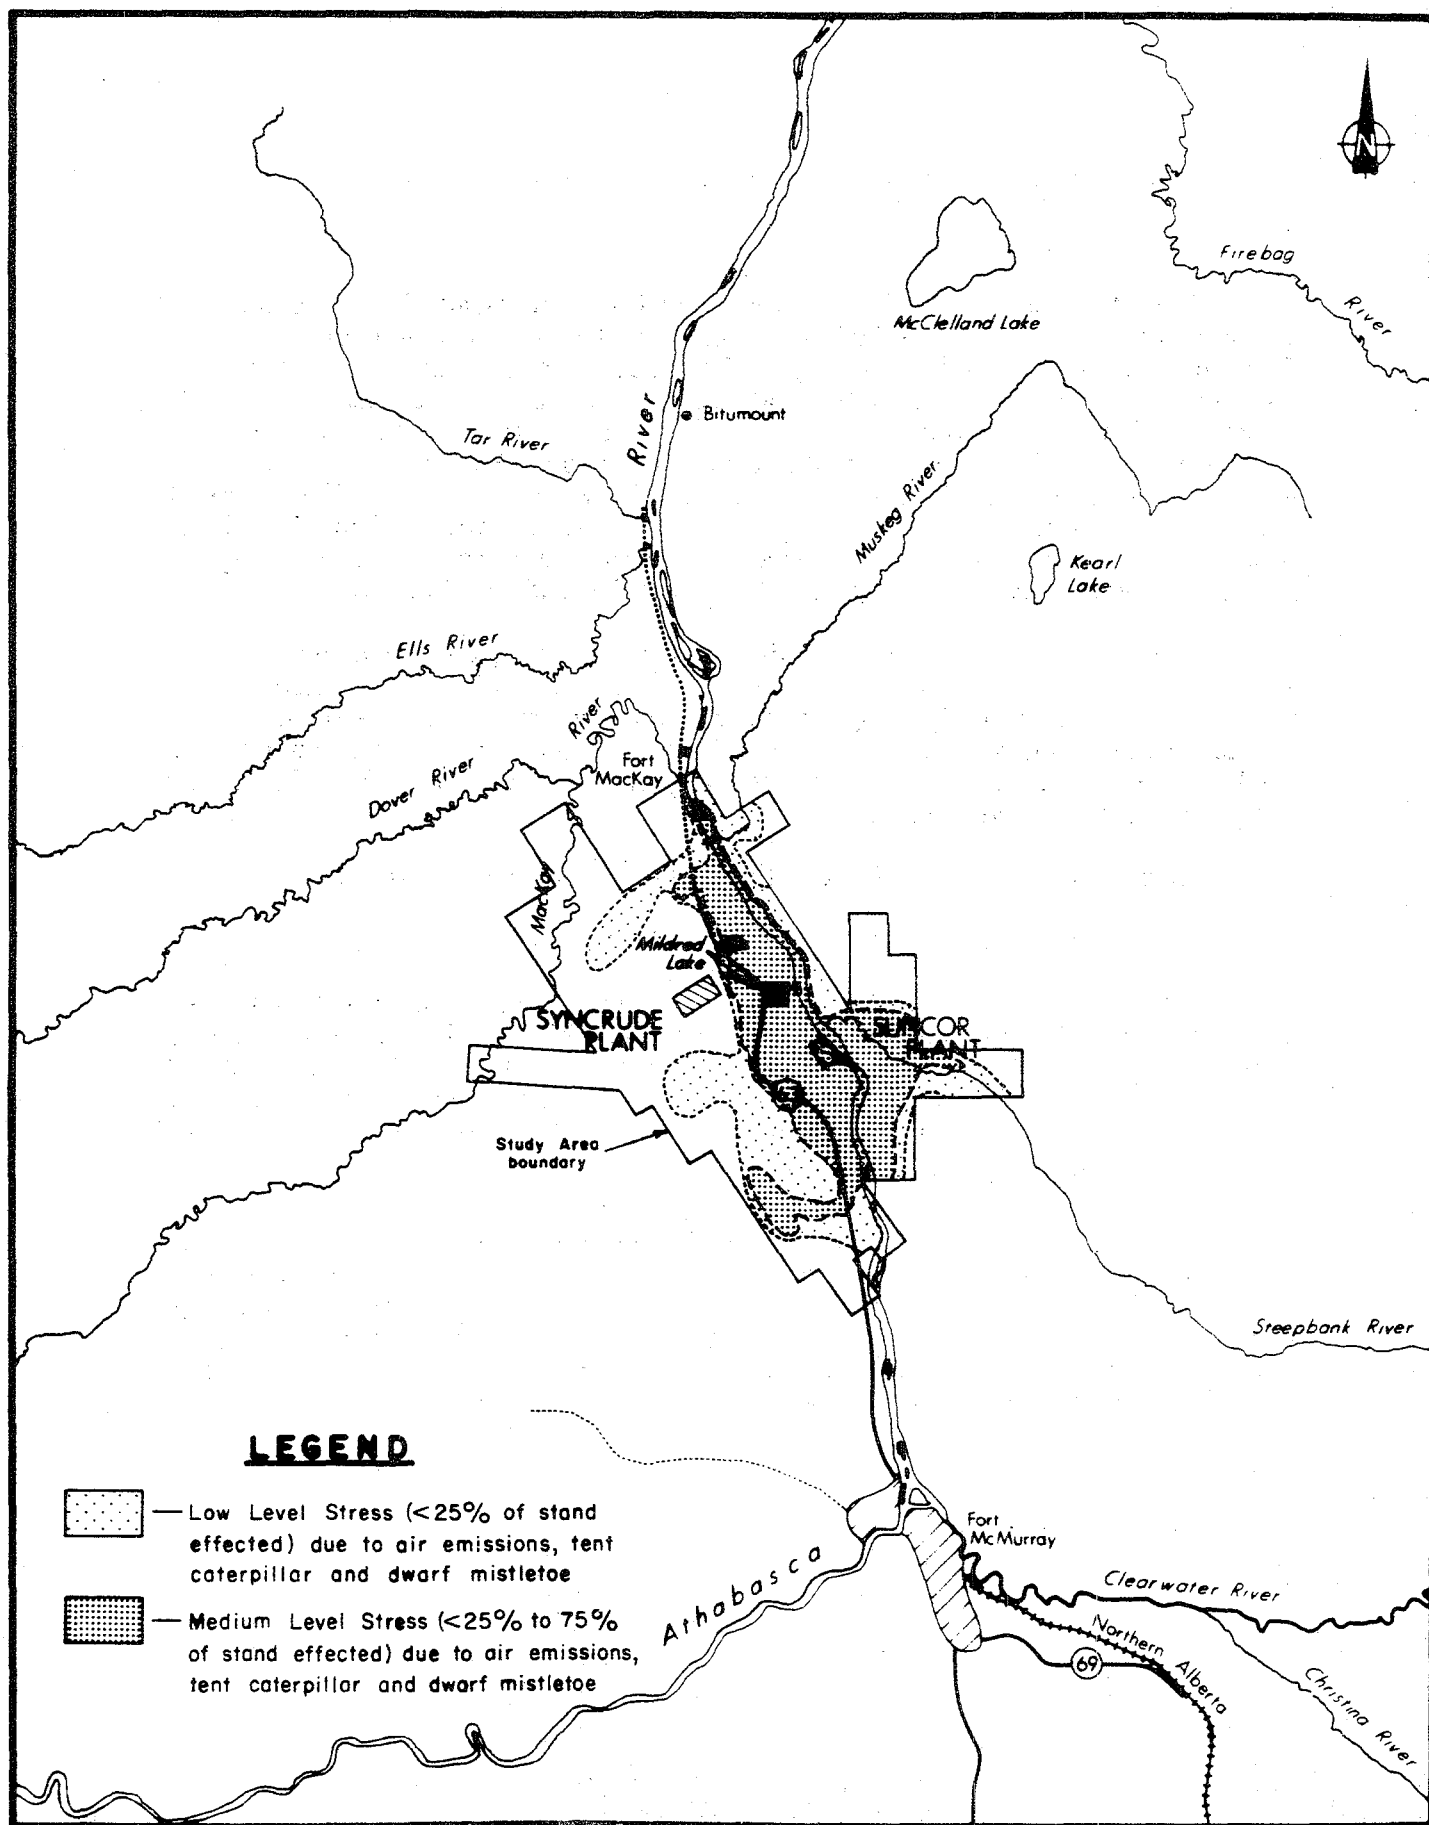 N
Firebag
River
McClelland Lake
River
Bitumount
Tar River
Muskeg River
Kearl
Lake
Ells River
River
Fort
MacKay
Dover River
MacKay
Mildred
Lake
SYNCRUDE
PLANT
SUNCOR
PLANT
Study Area
boundary
Steepbank River
LEGEND
Low Level Stress (<25% of stand
effected) due to air emissions, tent
caterpillar and dwarf mistletoe
Medium Level Stress (<25% to 75%
of stand effected) due to air emissions,
tent caterpillar and dwarf mistletoe
Fort
McMurray
Athabasca
Clearwater River
Northern Alberta
69
Christina River